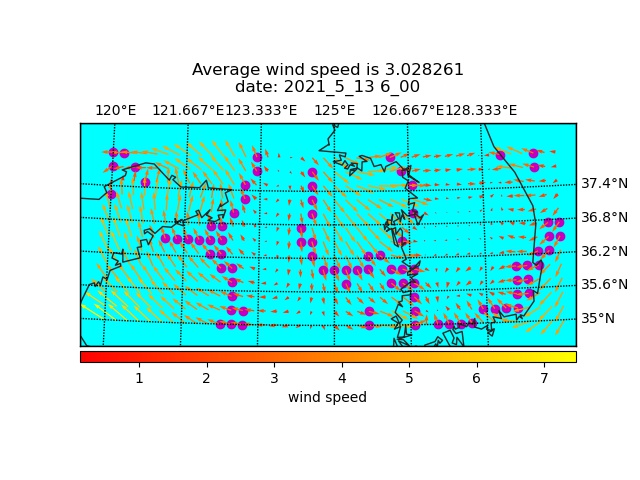 Average wind speed is 3.028261
date: 2021_5_13 6_00
120°E 121.667°E 123.333°E 125°E 126.667°E 128.333°E
37.4°N
36.8°N
36.2°N
35.6°N
35°N
1 2 3 4 5 6 7
wind speed